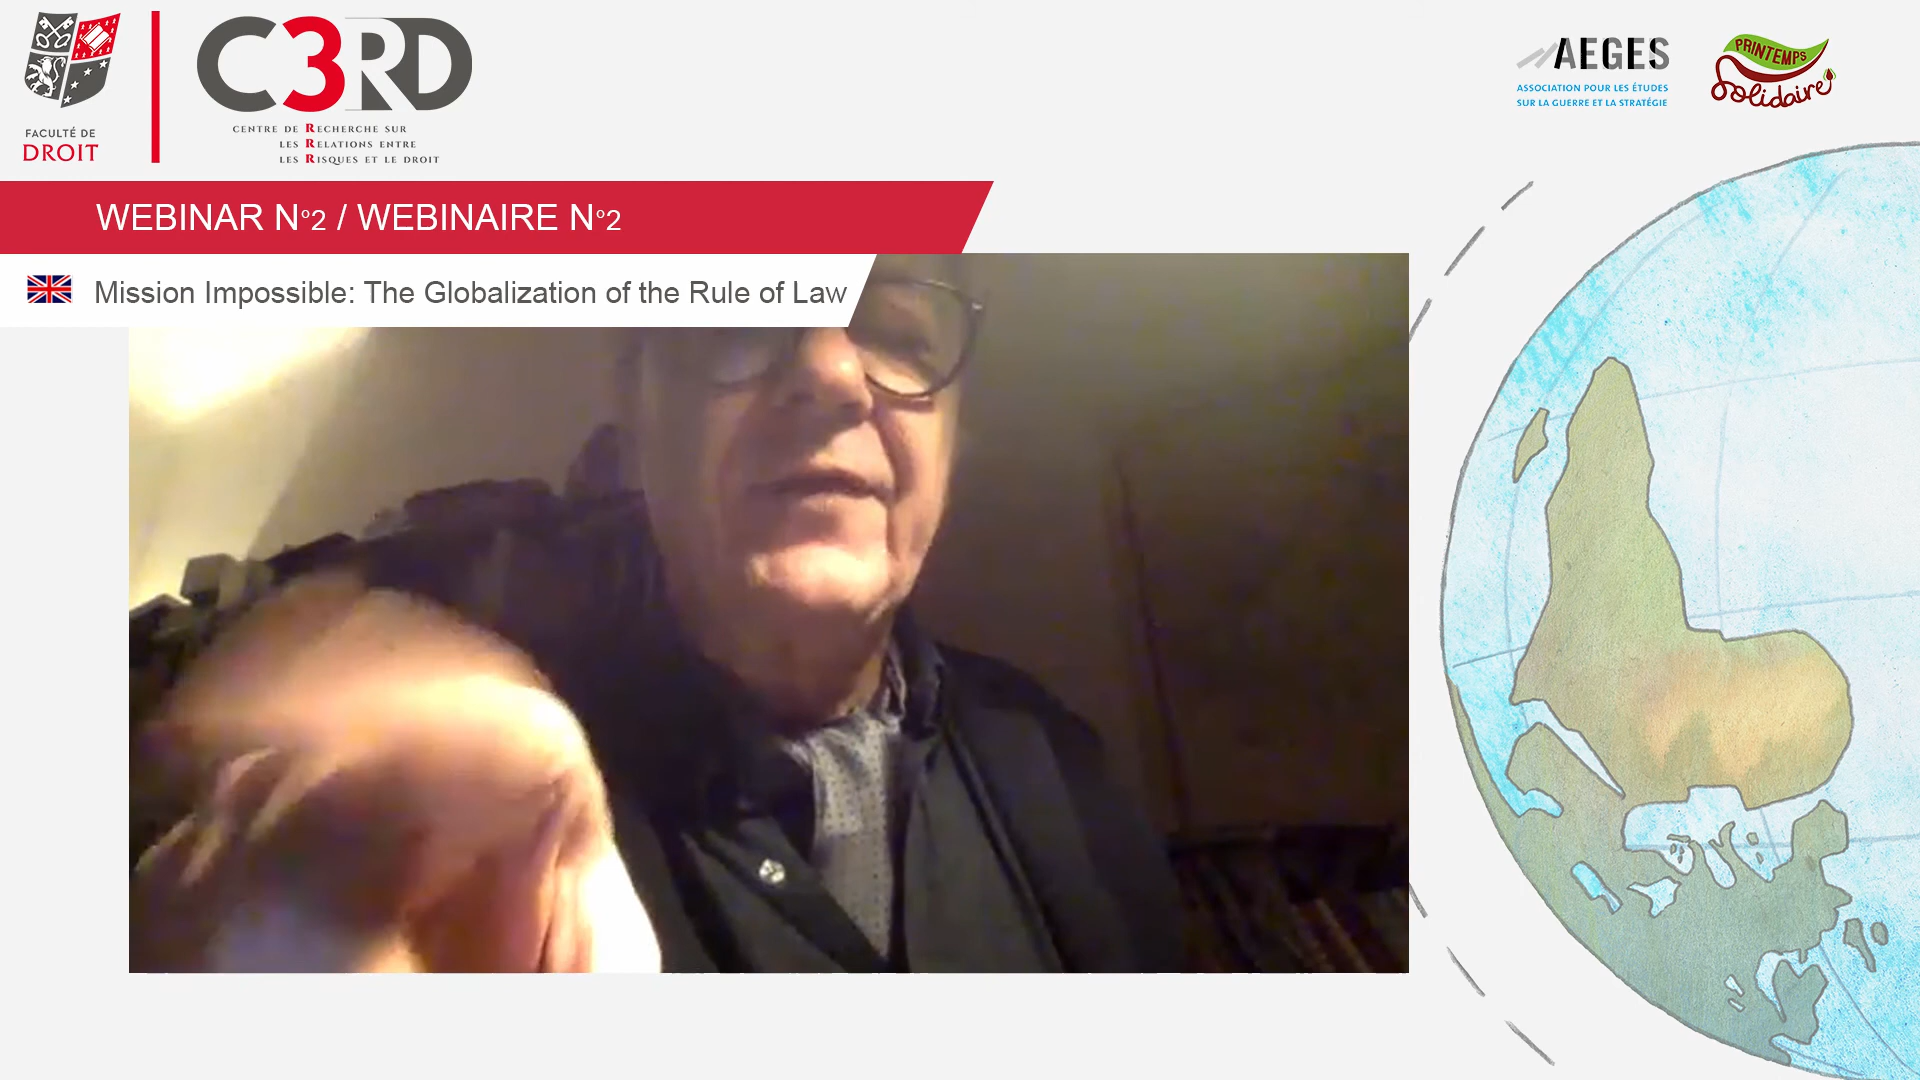 C3RD
FACULTÉ DE
DROIT
CENTRE DE RECHERCHE SUR
LES RELATIONS ENTRE
LES RISQUES ET LE DROIT
AEGES
ASSOCIATION POUR LES ÉTUDES
SUR LA GUERRE ET LA STRATÉGIE
PRINTEMPS
Solidaire
WEBINAR N°2 / WEBINAIRE N°2
Mission Impossible: The Globalization of the Rule of Law